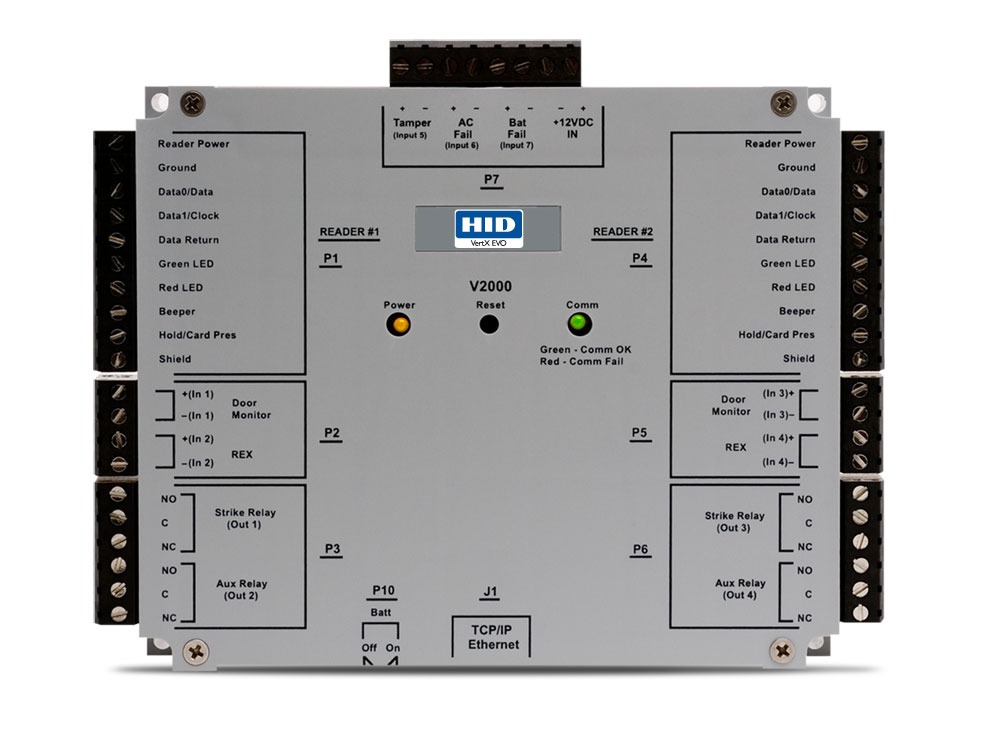 + − + − + − − +
Tamper AC Bat +12VDC
(Input 5) Fail Fail IN
(Input 6) (Input 7)
P7
HID
VertX EVO
READER #1
P1
READER #2
P4
V2000
Power Reset Comm
Green - Comm OK
Red - Comm Fail
Reader Power
Ground
Data0/Data
Data1/Clock
Data Return
Green LED
Red LED
Beeper
Hold/Card Pres
Shield
+(In 1)
−(In 1)
Door
Monitor
+(In 2)
−(In 2)
REX
P2
NO
C
NC
Strike Relay
(Out 1)
NO
C
NC
Aux Relay
(Out 2)
P3
Reader Power
Ground
Data0/Data
Data1/Clock
Data Return
Green LED
Red LED
Beeper
Hold/Card Pres
Shield
Door
Monitor
(In 3)+
(In 3)−
REX
(In 4)+
(In 4)−
P5
Strike Relay
(Out 3)
NO
C
NC
Aux Relay
(Out 4)
NO
C
NC
P6
P10
Batt
Off On
J1
TCP/IP
Ethernet